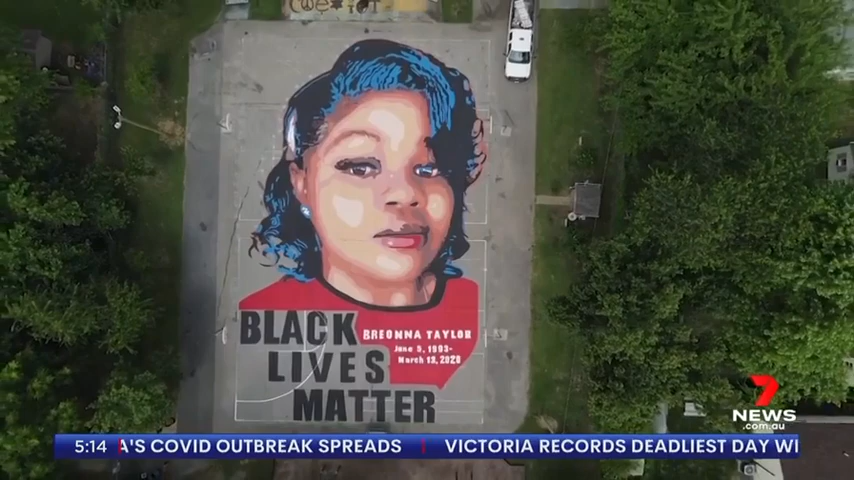 BLACK
LIVES
MATTER
BREONNA TAYLOR
June 5, 1993-
March 13, 2020
7
NEWS
.com.au
5:14 A'S COVID OUTBREAK SPREADS | VICTORIA RECORDS DEADLIEST DAY WI